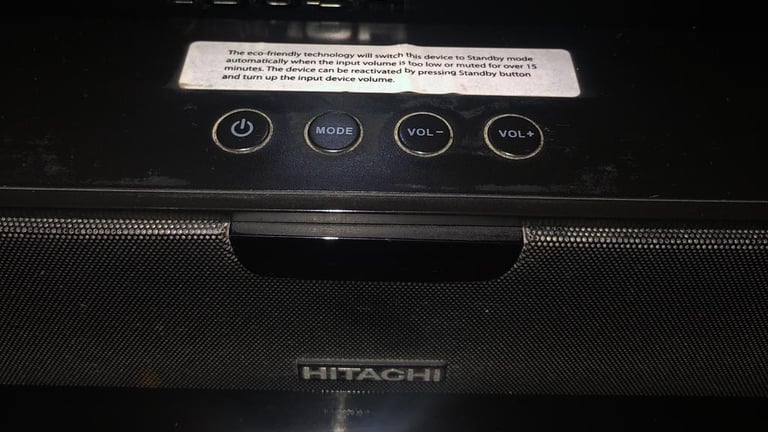 The eco-friendly technology will switch this device to Standby mode
automatically when the input volume is too low or muted for over 15
minutes. The device can be reactivated by pressing Standby button
and turn up the input device volume.
MODE
VOL−
VOL+
HITACHI